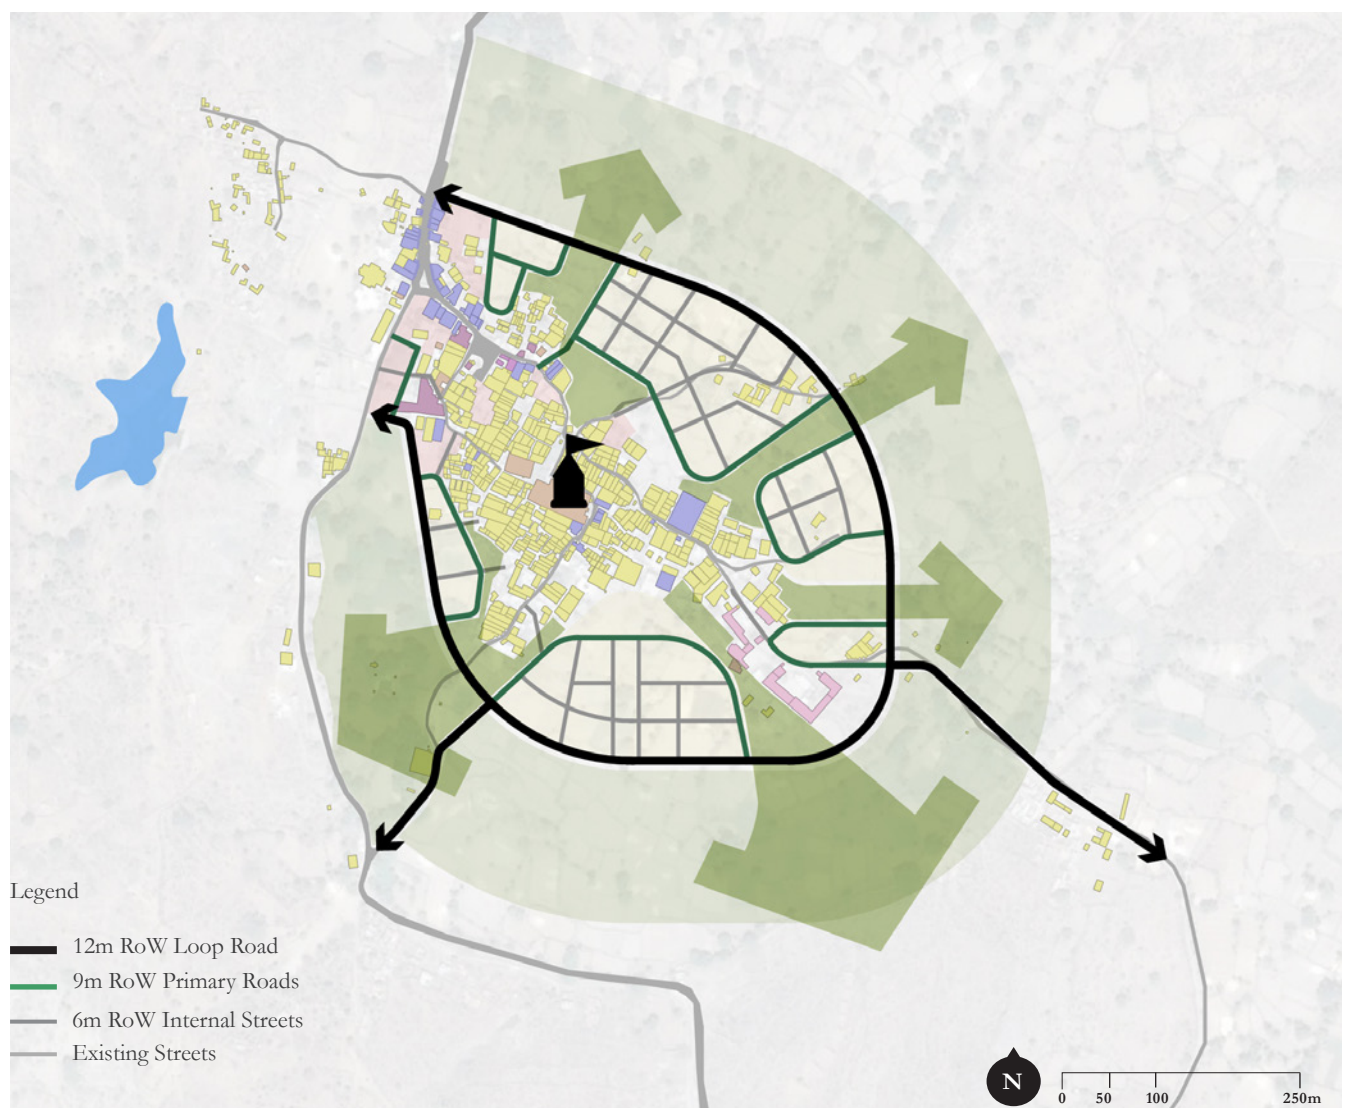 Legend
12m RoW Loop Road
9m RoW Primary Roads
6m RoW Internal Streets
Existing Streets
N
0 50 100 250m